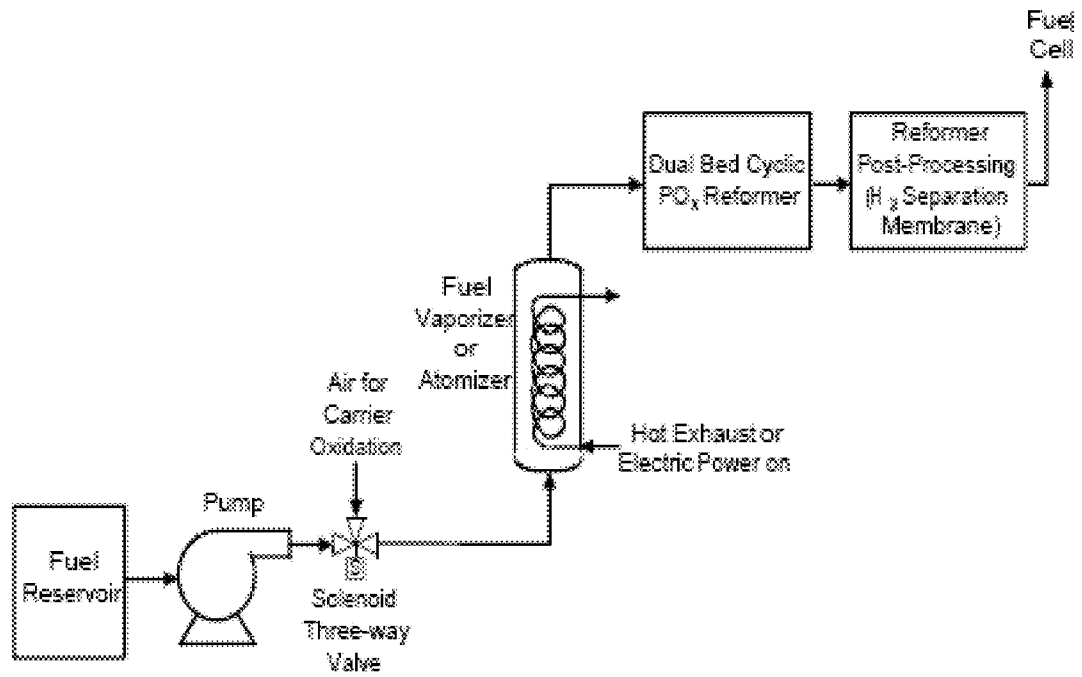 Fuel
Cell
Dual Bed Cyclic
POx Reformer
Reformer
Post-Processing
(H2 Separation
Membrane)
Fuel
Vaporizer
or
Atomizer
Hot Exhaust or
Electric Power on
Air for
Carrier
Oxidation
Pump
Fuel
Reservoir
S
Solenoid
Three-way
Valve